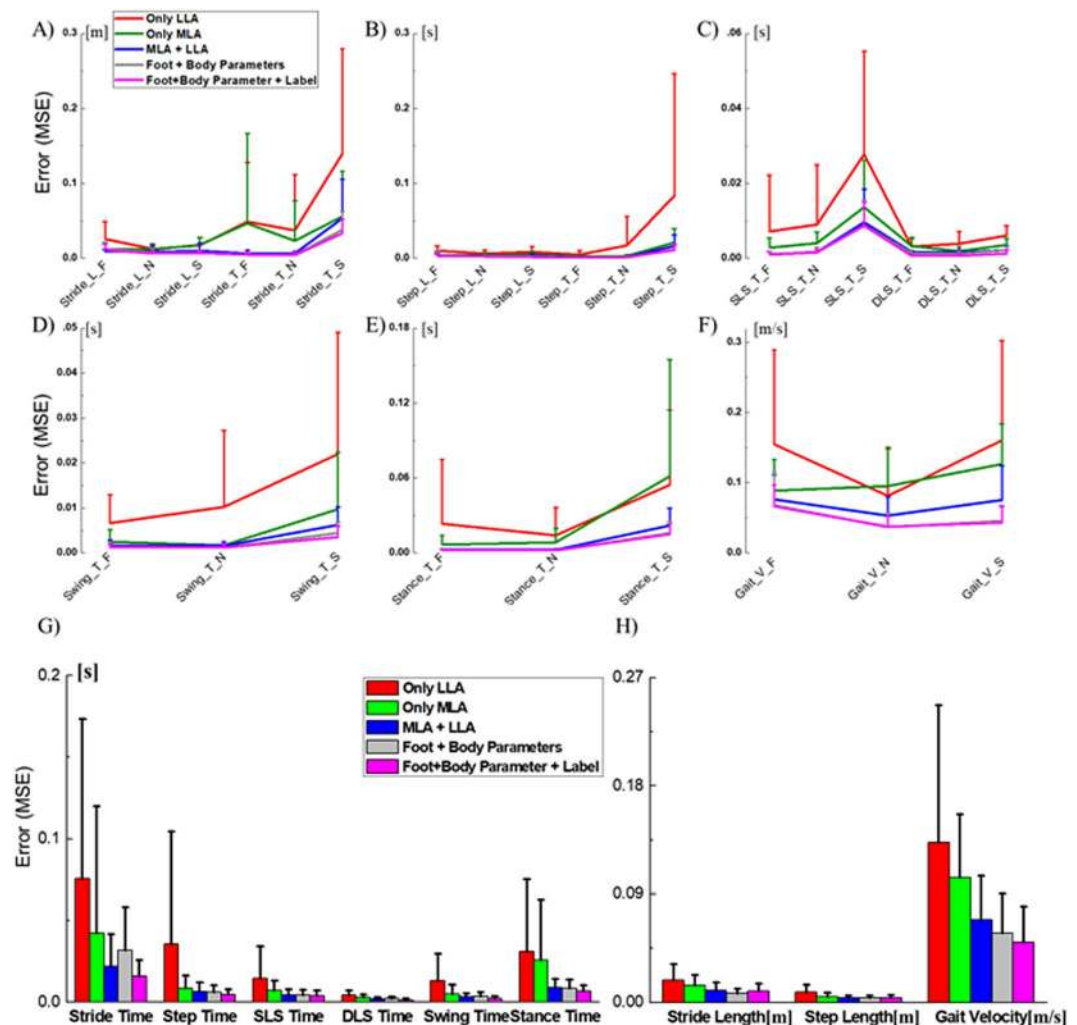 A) [m]
Only LLA
Only MLA
MLA + LLA
Foot + Body Parameters
Foot+Body Parameter + Label
Error (MSE)
0.3
0.2
0.1
0.0
Stride_L_F
Stride_L_N
Stride_L_S
Stride_T_F
Stride_T_N
Stride_T_S
B) [s]
0.3
0.2
0.1
0.0
Step_L_F
Step_L_N
Step_L_S
Step_T_F
Step_T_N
Step_T_S
C) [s]
.06
0.04
0.02
0.00
SLS_T_F
SLS_T_N
SLS_T_S
DLS_T_F
DLS_T_N
DLS_T_S
D) [s]
Error (MSE)
.05
0.04
0.03
0.02
0.01
0.00
Swing_T_F
Swing_T_N
Swing_T_S
E) [s]
0.18
0.12
0.06
0.00
Stance_T_F
Stance_T_N
Stance_T_S
F) [m/s]
0.3
0.2
0.1
0.0
Gait_V_F
Gait_V_N
Gait_V_S
G)
[s]
Error (MSE)
0.2
0.1
0.0
Only LLA
Only MLA
MLA + LLA
Foot + Body Parameters
Foot+Body Parameter + Label
Stride Time Step Time SLS Time DLS Time Swing Time Stance Time
H)
0.27
0.18
0.09
0.00
Stride Length[m] Step Length[m] Gait Velocity[m/s]